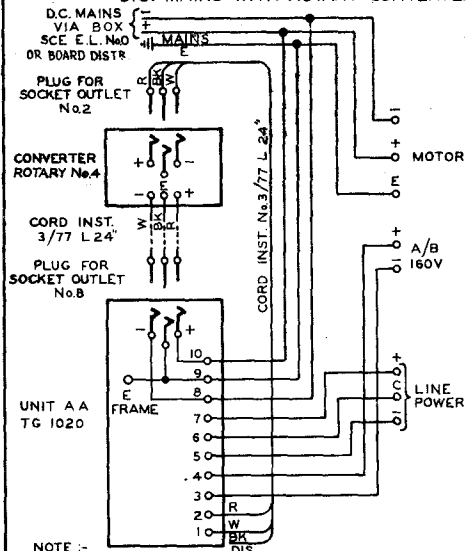 D.C. MAINS
VIA BOX
SCE E.L. No.0
OR BOARD DISTR.
−
+
MAINS
E
PLUG FOR
SOCKET OUTLET
No.2
R
BK
W
CONVERTER
ROTARY No.4
+ −
E
− +
CORD INST.
3/77 L 24"
W
BK
R
PLUG FOR
SOCKET OUTLET
No.8
CORD INST. No.3/77 L 24"
−
+
MOTOR
E
+
A/B
−
160V
+
C
−
LINE
POWER
− +
E
FRAME
UNIT AA
TG 1020
10
9
8
7
6
5
4
3
2
1
R
W
BK
DIS
NOTE :-